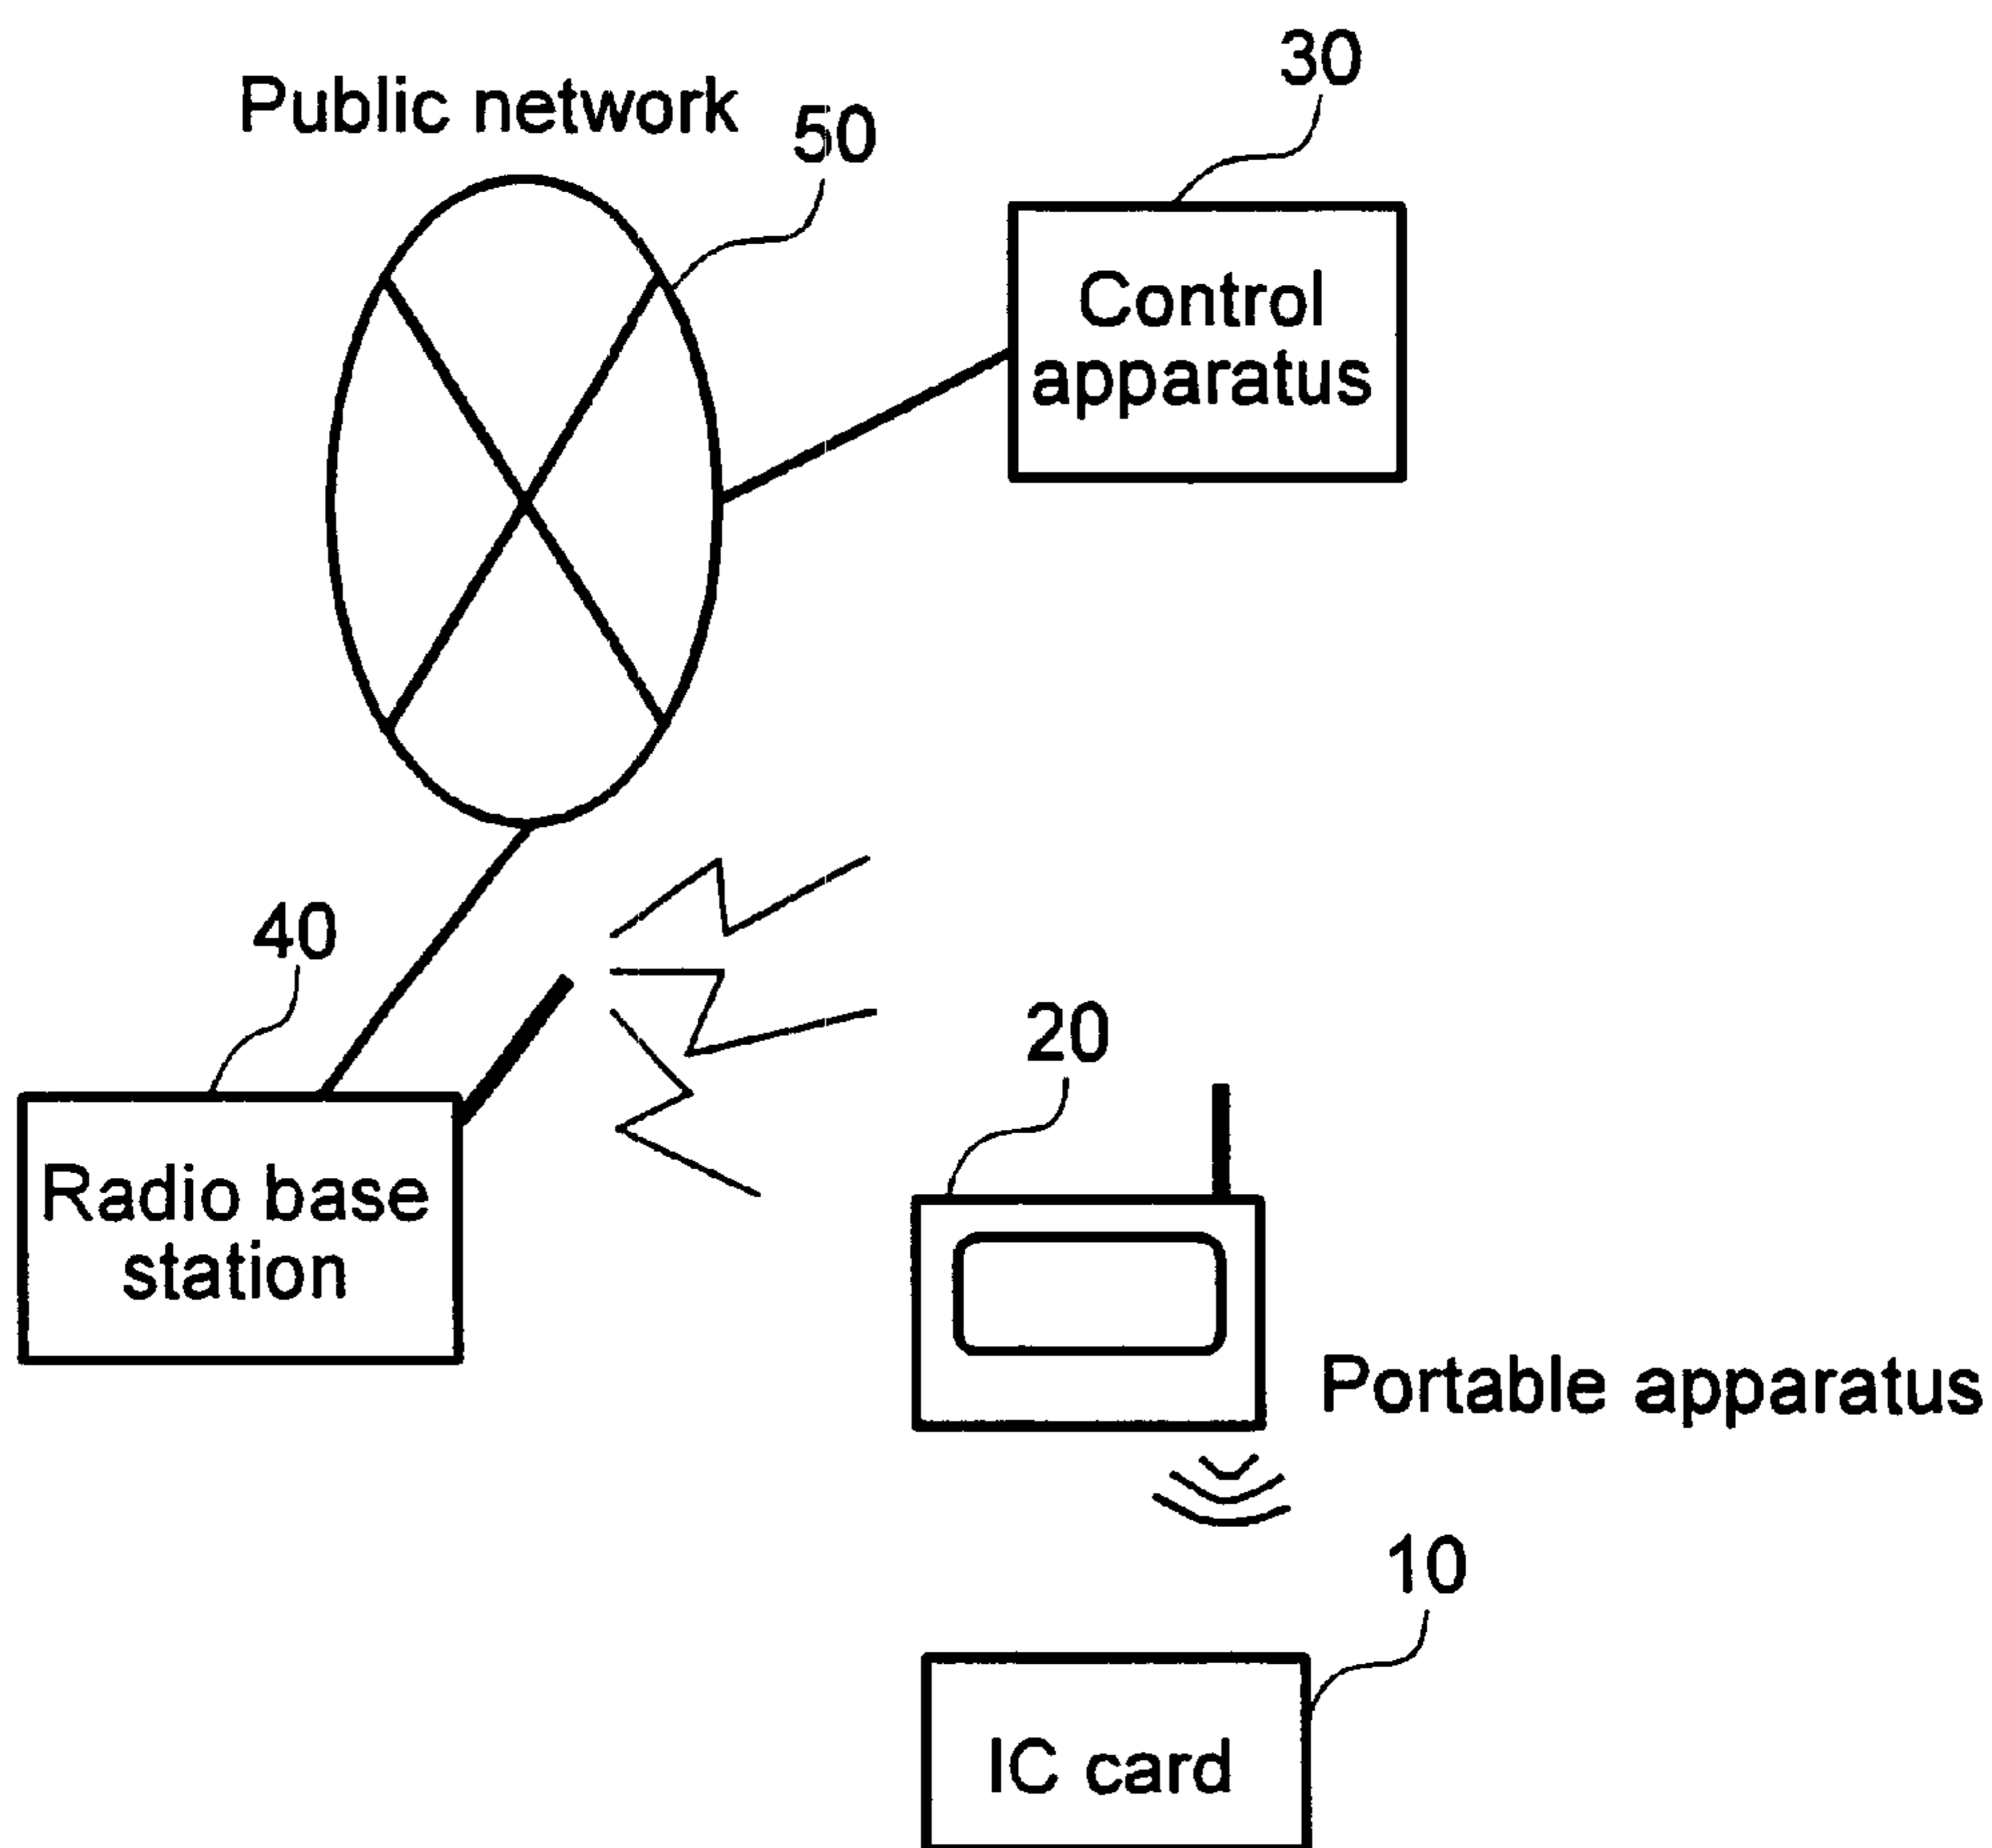 30
Public network
50
Control
apparatus
40
20
Radio base
station
Portable apparatus
10
IC card